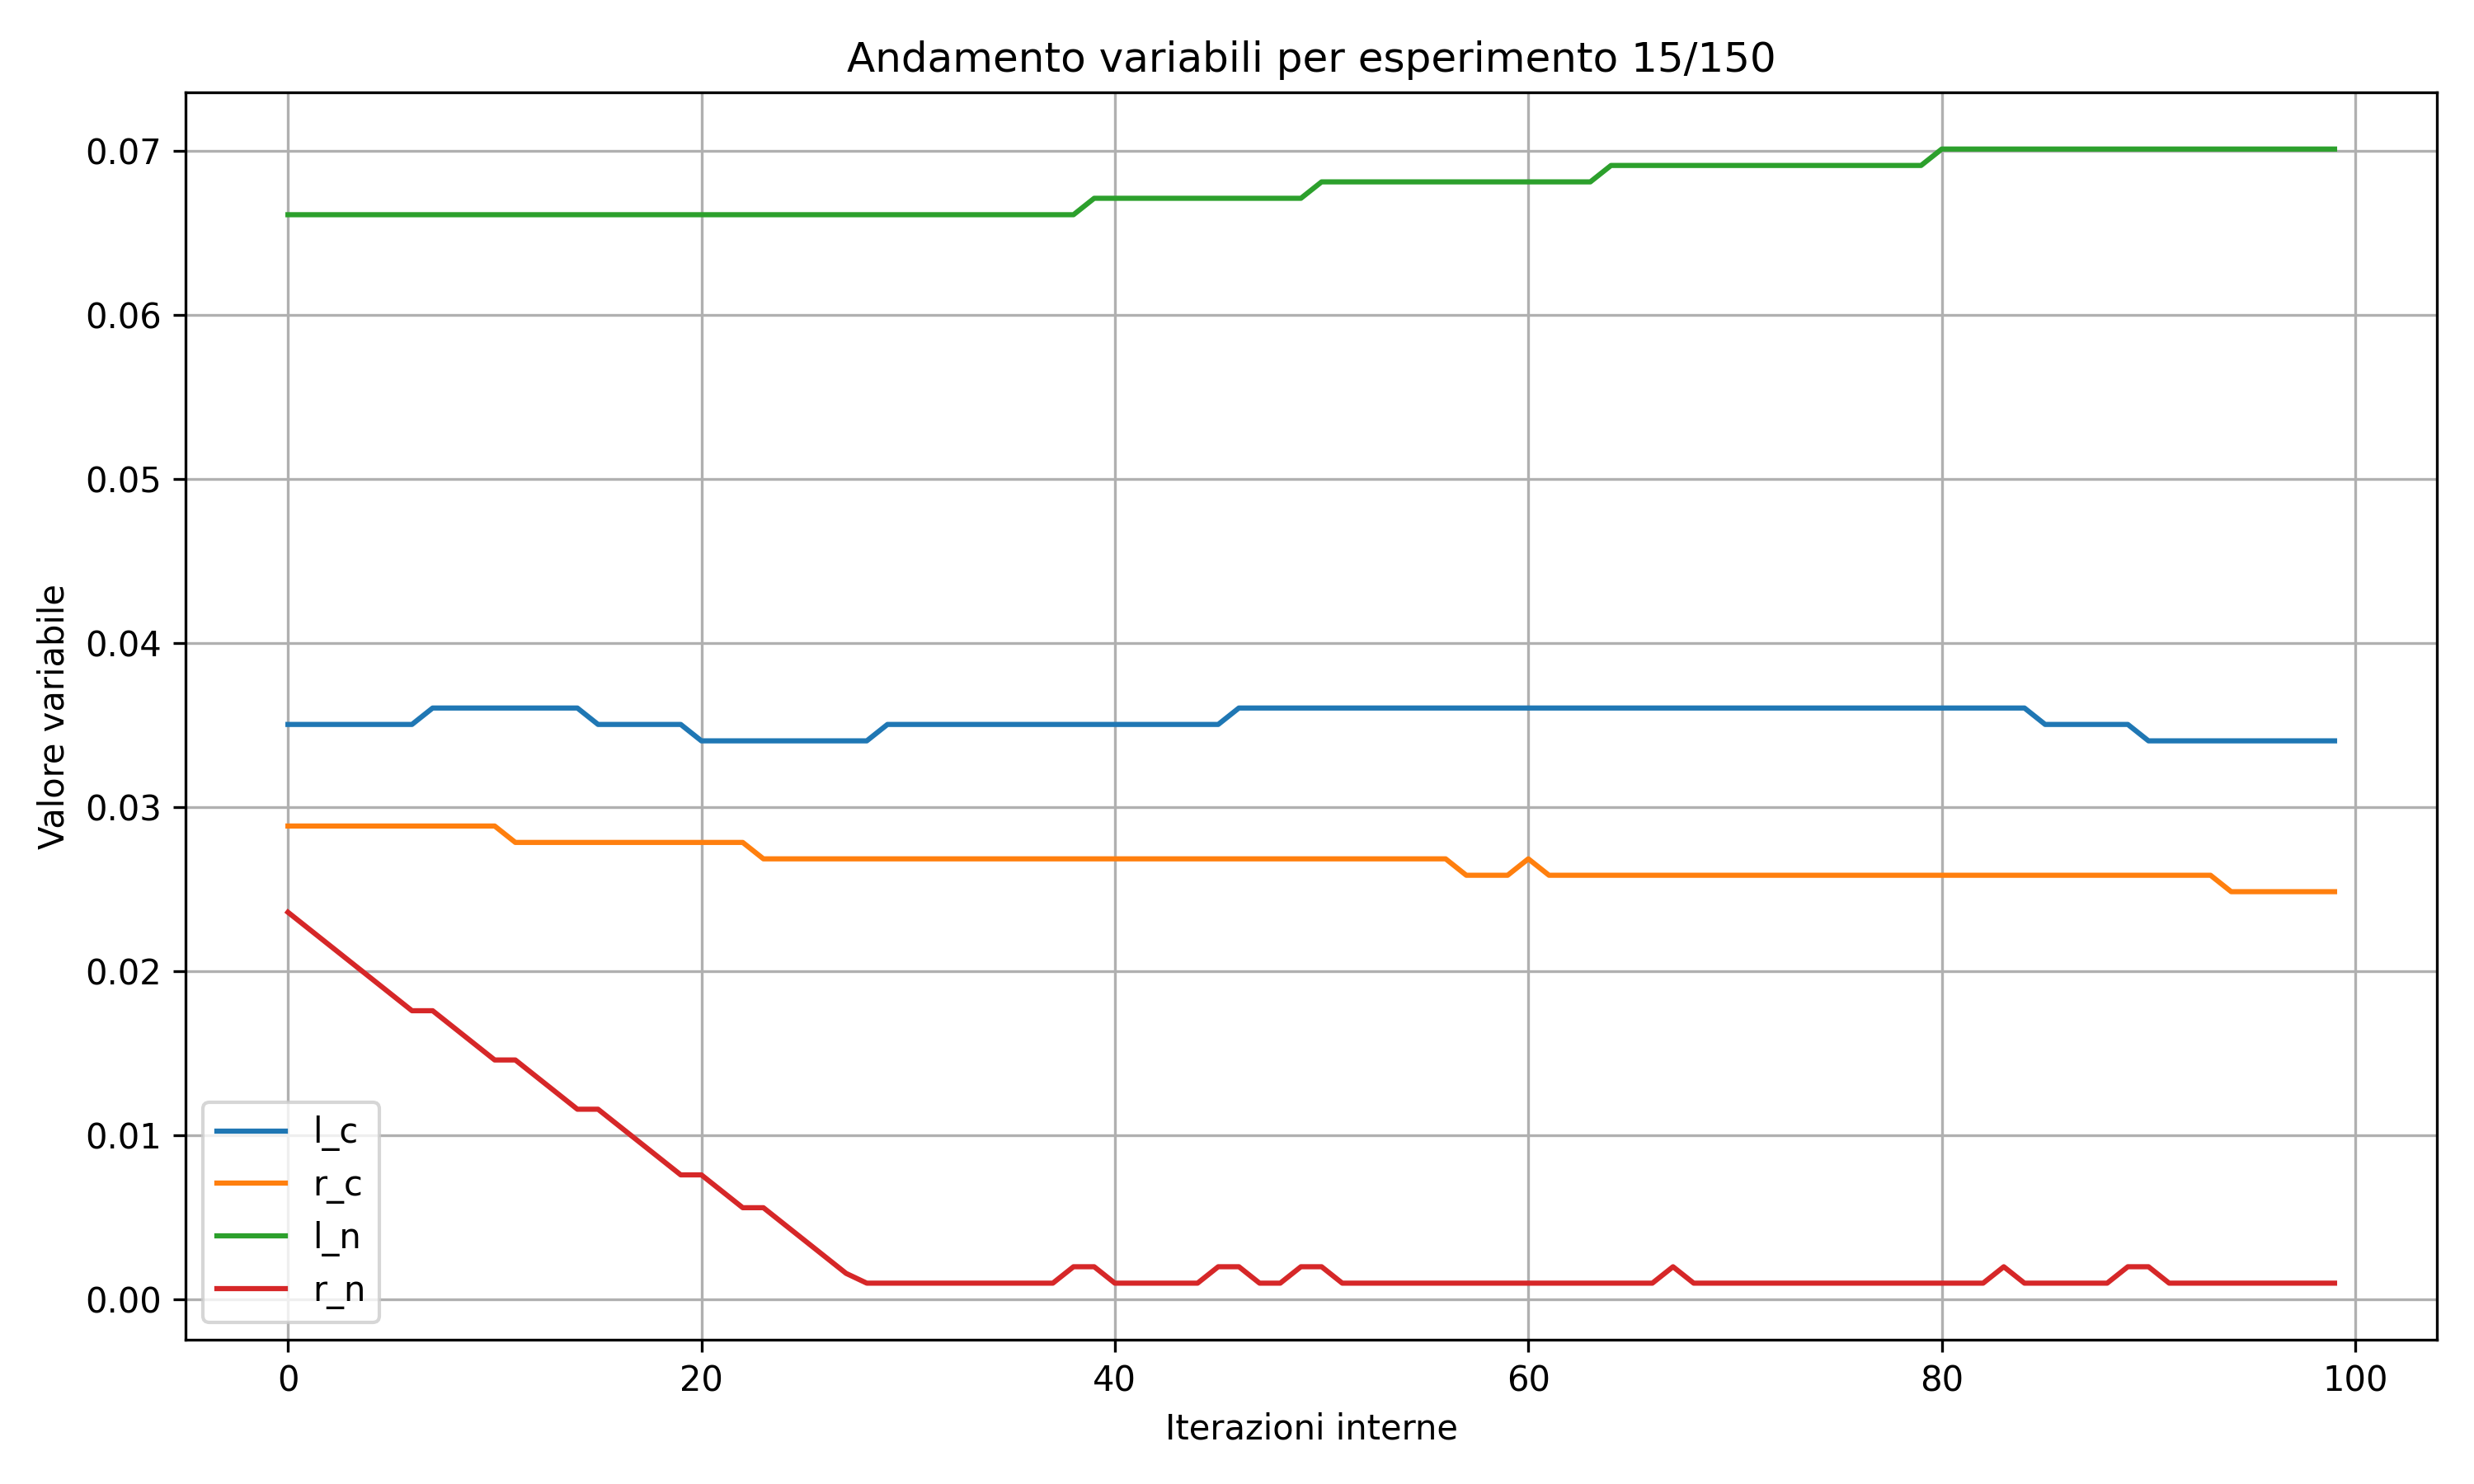 Andamento variabili per esperimento 15/150
Valore variabile
0.07
0.06
0.05
0.04
0.03
0.02
0.01
0.00
l_c
r_c
l_n
r_n
0 20 40 60 80 100
Iterazioni interne